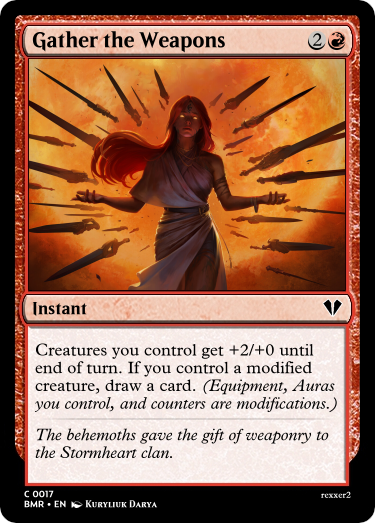 Gather the Weapons 2
Instant
Creatures you control get +2/+0 until
end of turn. If you control a modified
creature, draw a card. (Equipment, Auras
you control, and counters are modifications.)
The behemoths gave the gift of weaponry to
the Stormheart clan.
C 0017
BMR • EN Kuryliuk Darya
rexxer2